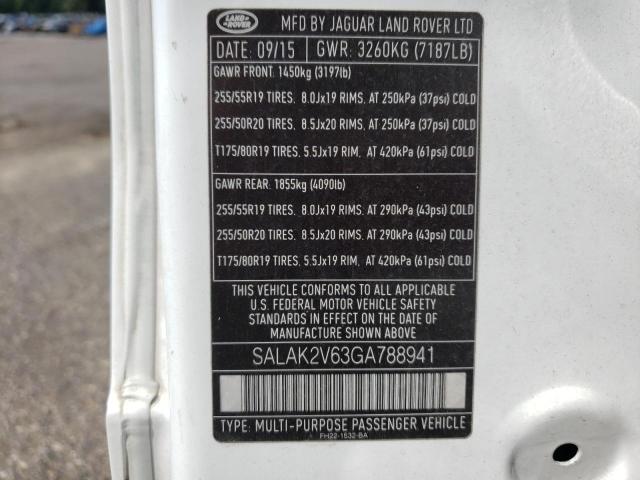 LAND ROVER
MFD BY JAGUAR LAND ROVER LTD
DATE: 09/15 GWR: 3260KG (7187LB)
GAWR FRONT: 1450kg (3197lb)
255/55R19 TIRES. 8.0Jx19 RIMS. AT 250kPa (37psi) COLD
255/50R20 TIRES. 8.5Jx20 RIMS. AT 250kPa (37psi) COLD
T175/80R19 TIRES. 5.5Jx19 RIM, AT 420kPa (61psi) COLD
GAWR REAR: 1855kg (4090lb)
255/55R19 TIRES. 8.0Jx19 RIMS. AT 290kPa (43psi) COLD
255/50R20 TIRES. 8.5Jx20 RIMS. AT 290kPa (43psi) COLD
T175/80R19 TIRES. 5.5Jx19 RIM, AT 420kPa (61psi) COLD
THIS VEHICLE CONFORMS TO ALL APPLICABLE
U.S. FEDERAL MOTOR VEHICLE SAFETY
STANDARDS IN EFFECT ON THE DATE OF
MANUFACTURE SHOWN ABOVE.
SALAK2V63GA788941
TYPE: MULTI-PURPOSE PASSENGER VEHICLE
FH22-1532-BA